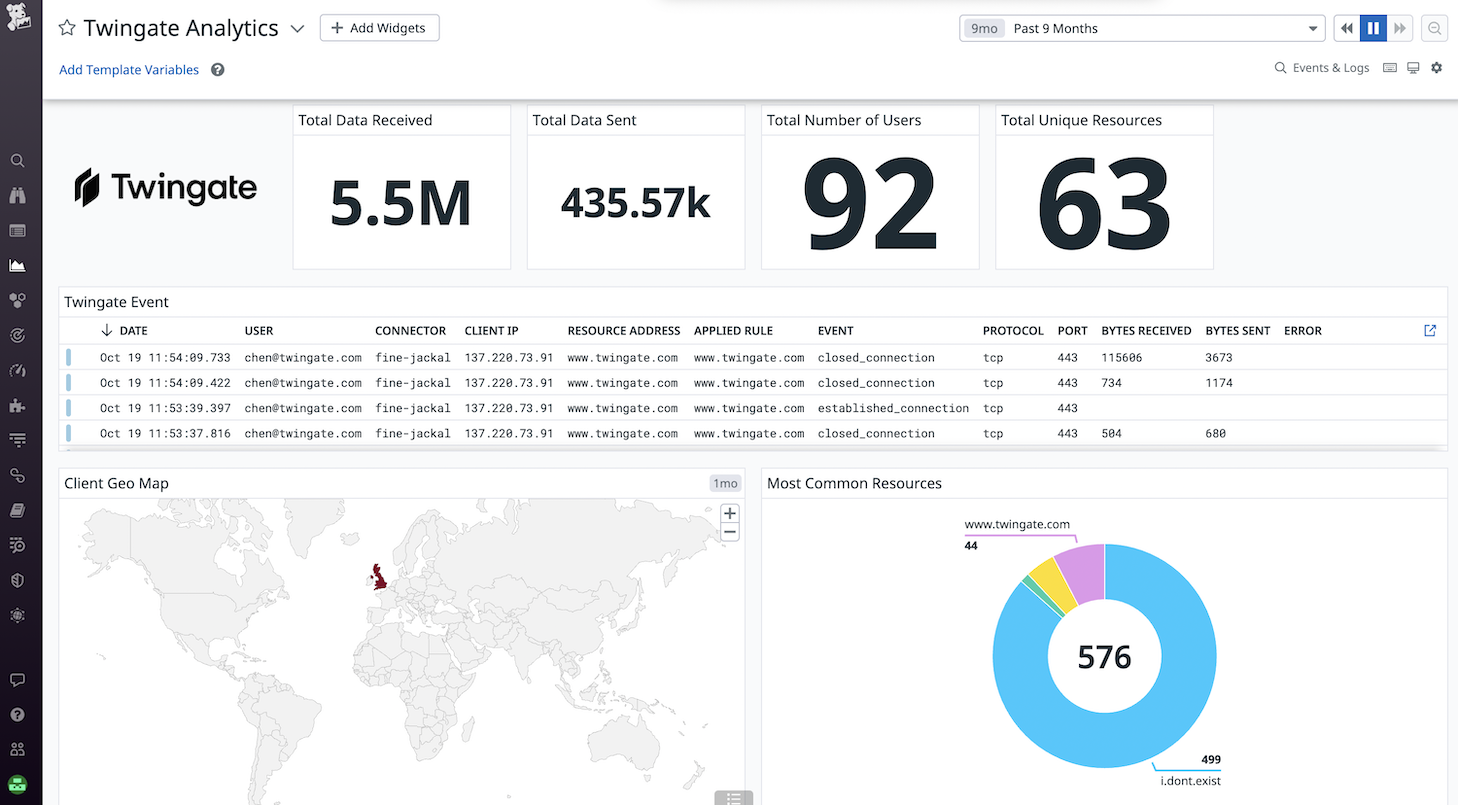 Twingate Analytics
+ Add Widgets
9mo Past 9 Months
Add Template Variables ?
Events & Logs
Twingate
Total Data Received
5.5M
Total Data Sent
435.57k
Total Number of Users
92
Total Unique Resources
63
Twingate Event
DATE USER CONNECTOR CLIENT IP RESOURCE ADDRESS APPLIED RULE EVENT PROTOCOL PORT BYTES RECEIVED BYTES SENT ERROR
Oct 19 11:54:09.733 chen@twingate.com fine-jackal 137.220.73.91 www.twingate.com www.twingate.com closed_connection tcp 443 115606 3673
Oct 19 11:54:09.422 chen@twingate.com fine-jackal 137.220.73.91 www.twingate.com www.twingate.com closed_connection tcp 443 734 1174
Oct 19 11:53:39.397 chen@twingate.com fine-jackal 137.220.73.91 www.twingate.com www.twingate.com established_connection tcp 443
Oct 19 11:53:37.816 chen@twingate.com fine-jackal 137.220.73.91 www.twingate.com www.twingate.com closed_connection tcp 443 504 680
Client Geo Map 1mo
Most Common Resources
www.twingate.com
44
576
499
i.dont.exist